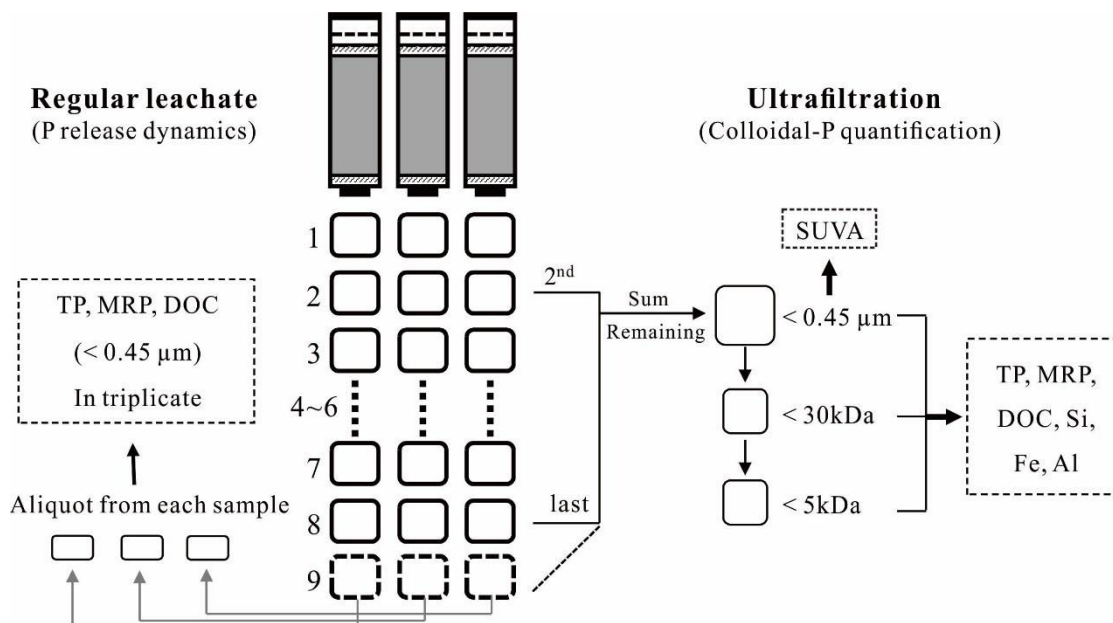 Regular leachate
(P release dynamics)
Ultrafiltration
(Colloidal-P quantification)
TP, MRP, DOC
(< 0.45 µm)
In triplicate
Aliquot from each sample
1
2
3
4~6
7
8
9
2nd
last
Sum
Remaining
SUVA
< 0.45 µm
< 30kDa
< 5kDa
TP, MRP,
DOC, Si,
Fe, Al